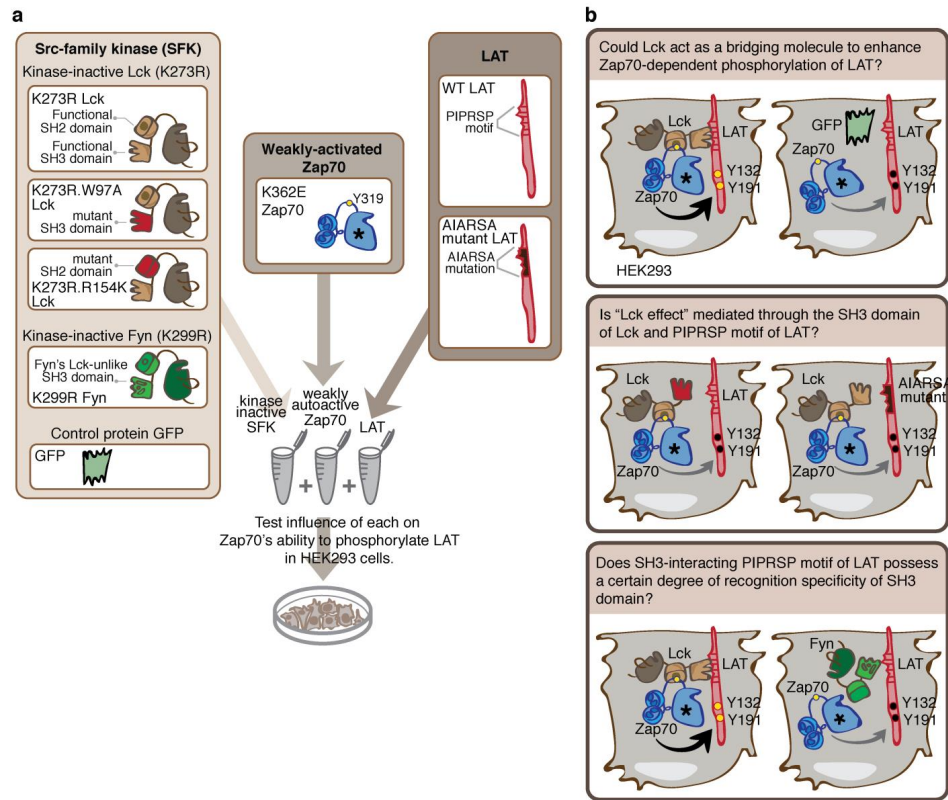 a
Src-family kinase (SFK)
Kinase-inactive Lck (K273R)
K273R Lck
Functional
SH2 domain
Functional
SH3 domain
K273R.W97A
Lck
mutant
SH3 domain
mutant
SH2 domain
K273R.R154K
Lck
Kinase-inactive Fyn (K299R)
Fyn's Lck-unlike
SH3 domain
K299R Fyn
Control protein GFP
GFP
Weakly-activated
Zap70
K362E
Zap70
Y319
*
LAT
WT LAT
PIPRSP
motif
AIARSA
mutant LAT
AIARSA
mutation
kinase
inactive
SFK
weakly
autoactive
Zap70
LAT
+
+
Test influence of each on
Zap70's ability to phosphorylate LAT
in HEK293 cells.
b
Could Lck act as a bridging molecule to enhance
Zap70-dependent phosphorylation of LAT?
Lck
LAT
*
Zap70
Y132
Y191
HEK293
GFP
LAT
Zap70
*
Y132
Y191
Is “Lck effect” mediated through the SH3 domain
of Lck and PIPRSP motif of LAT?
Lck
LAT
*
Zap70
Y132
Y191
Lck
AIARSA
mutant
*
Zap70
Y132
Y191
Does SH3-interacting PIPRSP motif of LAT possess
a certain degree of recognition specificity of SH3
domain?
Lck
LAT
*
Zap70
Y132
Y191
Fyn
LAT
Zap70
*
Y132
Y191